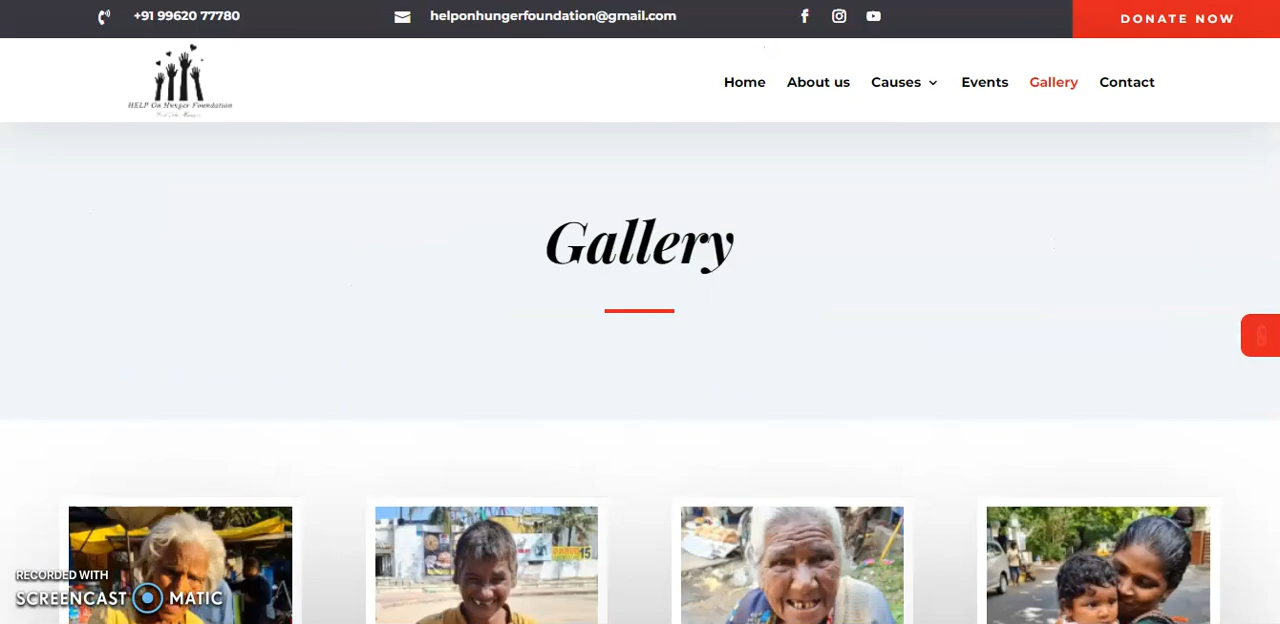 +91 99620 77780
helponhungerfoundation@gmail.com
DONATE NOW
HELP On Hunger Foundation
Home
About us
Causes
Events
Gallery
Contact
Gallery
15
RECORDED WITH
SCREENCAST MATIC